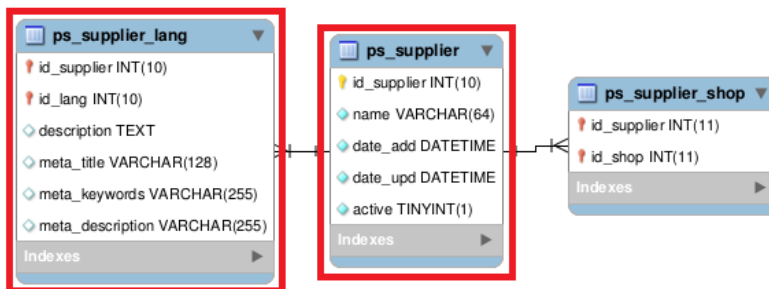 ps_supplier_lang
id_supplier INT(10)
id_lang INT(10)
description TEXT
meta_title VARCHAR(128)
meta_keywords VARCHAR(255)
meta_description VARCHAR(255)
Indexes
ps_supplier
id_supplier INT(10)
name VARCHAR(64)
date_add DATETIME
date_upd DATETIME
active TINYINT(1)
Indexes
ps_supplier_shop
id_supplier INT(11)
id_shop INT(11)
Indexes